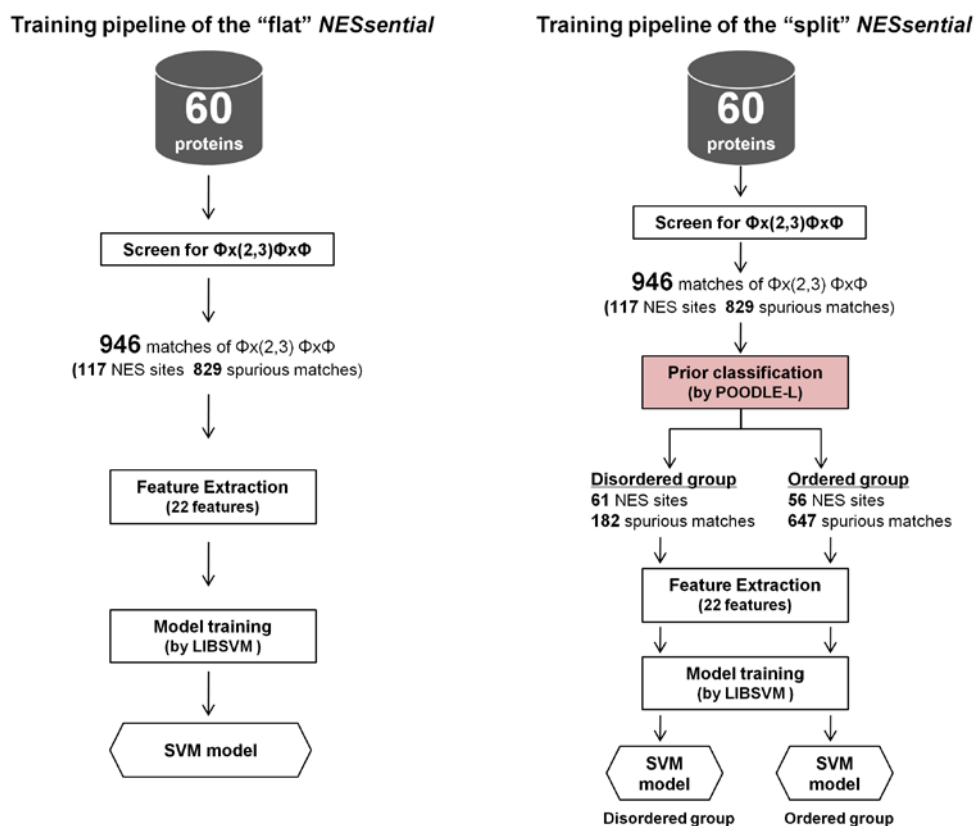 Training pipeline of the “flat” NESsential
60
proteins
Screen for Φx(2,3)ΦxΦ
946 matches of Φx(2,3) ΦxΦ
(117 NES sites 829 spurious matches)
Feature Extraction
(22 features)
Model training
(by LIBSVM )
SVM model
Training pipeline of the “split” NESsential
60
proteins
Screen for Φx(2,3)ΦxΦ
946 matches of Φx(2,3) ΦxΦ
(117 NES sites 829 spurious matches)
Prior classification
(by POODLE-L)
Disordered group
61 NES sites
182 spurious matches
Ordered group
56 NES sites
647 spurious matches
Feature Extraction
(22 features)
Model training
(by LIBSVM )
SVM
model
Disordered group
SVM
model
Ordered group